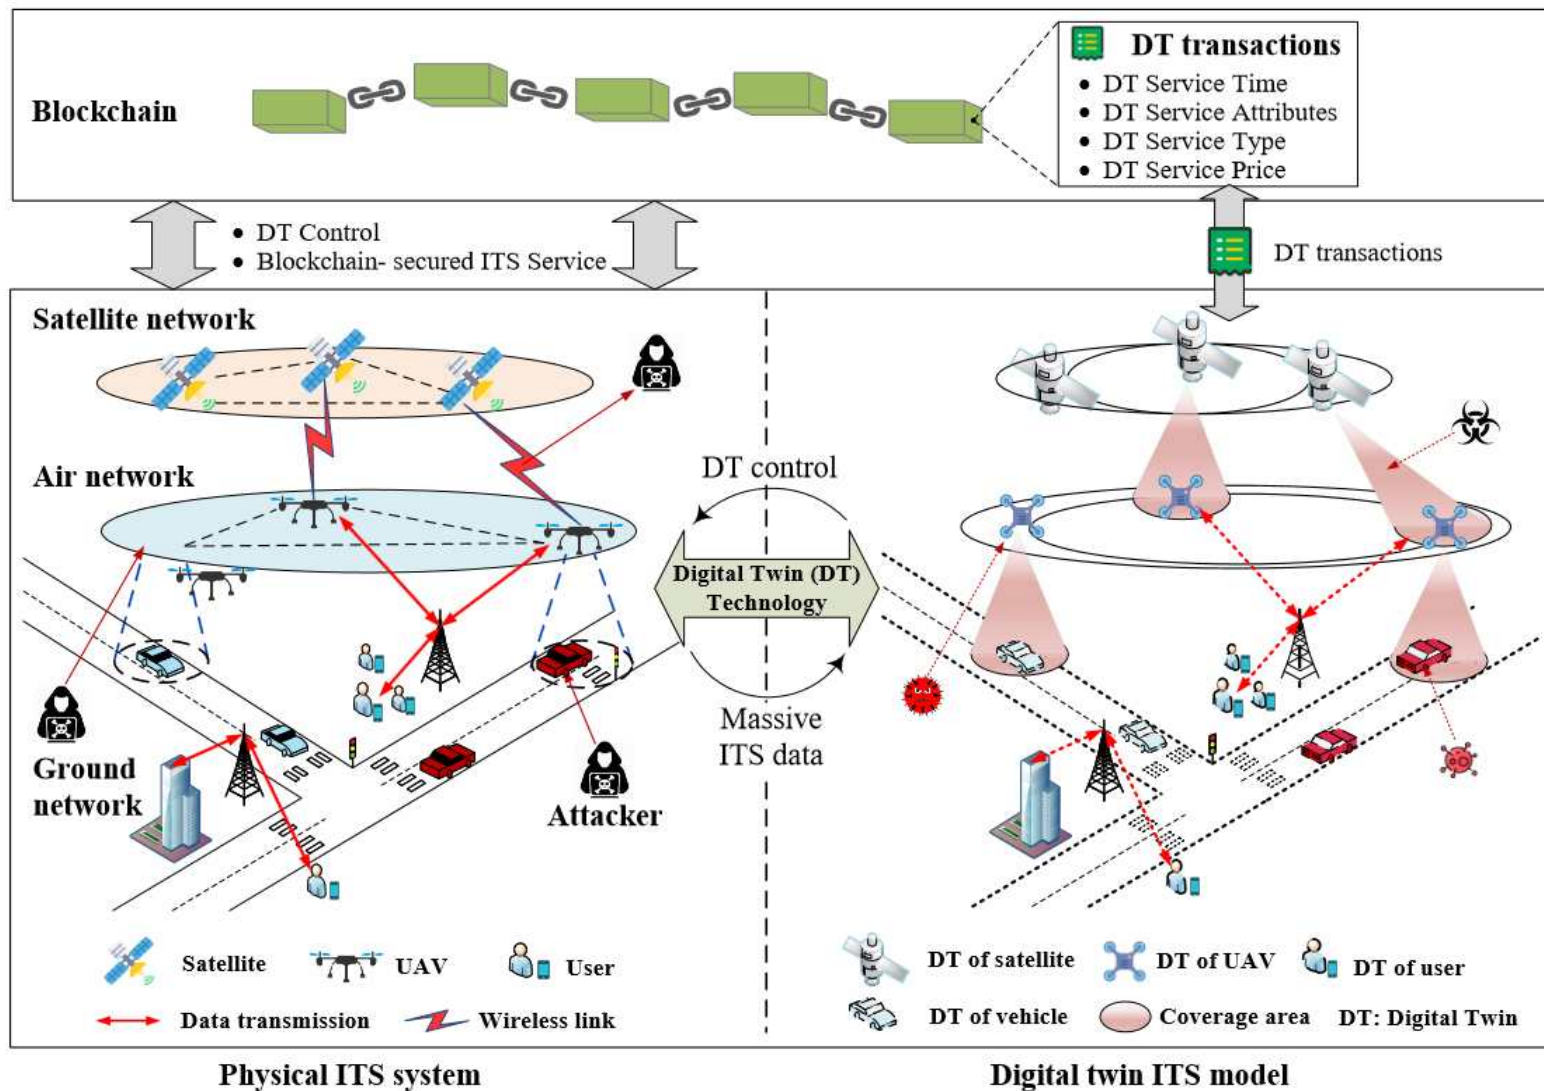 Blockchain
DT transactions
• DT Service Time
• DT Service Attributes
• DT Service Type
• DT Service Price
• DT Control
• Blockchain- secured ITS Service
DT transactions
Satellite network
Air network
Ground
network
Attacker
DT control
Digital Twin (DT)
Technology
Massive
ITS data
Satellite
UAV
User
Data transmission
Wireless link
DT of satellite
DT of UAV
DT of user
DT of vehicle
Coverage area
DT: Digital Twin
Physical ITS system
Digital twin ITS model